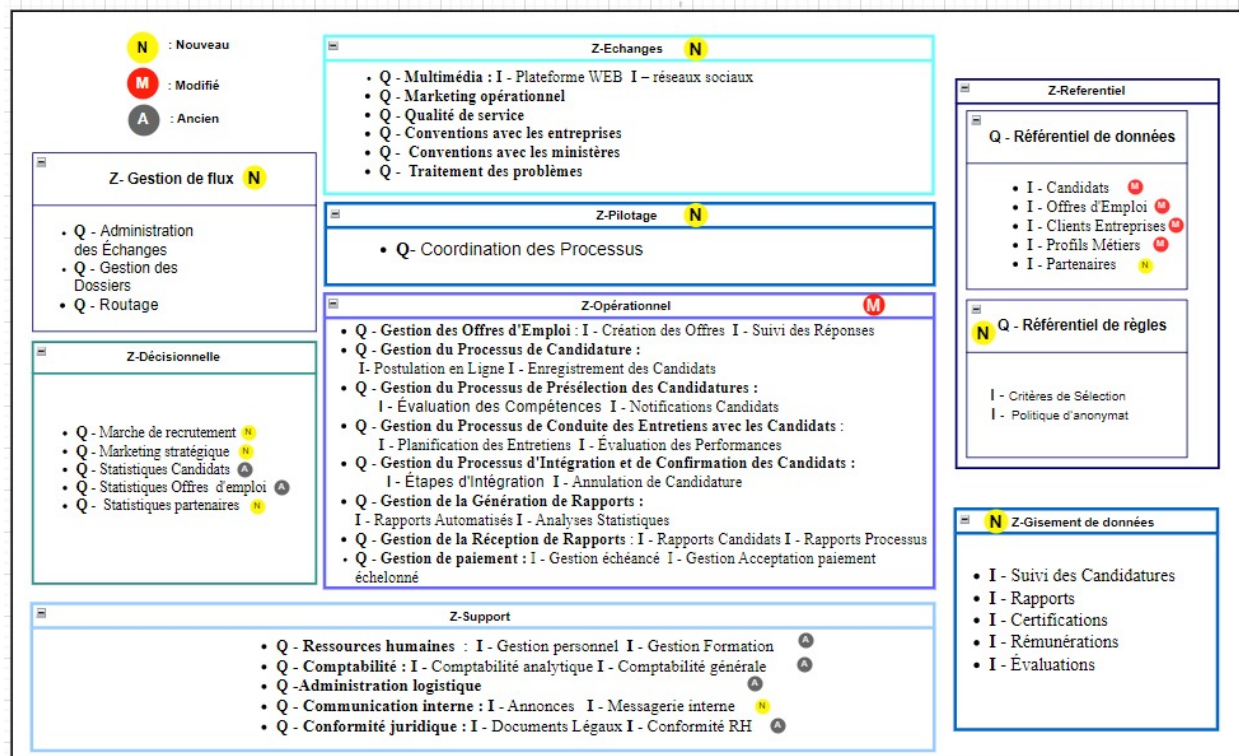 N : Nouveau
M : Modifié
A : Ancien
Z-Echanges N
Q - Multimédia : I - Plateforme WEB I – réseaux sociaux
Q - Marketing opérationnel
Q - Qualité de service
Q - Conventions avec les entreprises
Q - Conventions avec les ministères
Q - Traitement des problèmes
Z- Gestion de flux N
Q - Administration
des Échanges
Q - Gestion des
Dossiers
Q - Routage
Z-Pilotage N
Q- Coordination des Processus
Z-Opérationnel M
Q - Gestion des Offres d'Emploi : I - Création des Offres I - Suivi des Réponses
Q - Gestion du Processus de Candidature :
I- Postulation en Ligne I - Enregistrement des Candidats
Q - Gestion du Processus de Présélection des Candidatures :
I - Évaluation des Compétences I - Notifications Candidats
Q - Gestion du Processus de Conduite des Entretiens avec les Candidats :
I - Planification des Entretiens I - Évaluation des Performances
Q - Gestion du Processus d'Intégration et de Confirmation des Candidats :
I - Étapes d'Intégration I - Annulation de Candidature
Q - Gestion de la Génération de Rapports :
I - Rapports Automatisés I - Analyses Statistiques
Q - Gestion de la Réception de Rapports : I - Rapports Candidats I - Rapports Processus
Q - Gestion de paiement : I - Gestion échéancé I - Gestion Acceptation paiement
échelonné
Z-Décisionnelle
Q - Marche de recrutement N
Q - Marketing stratégique N
Q - Statistiques Candidats A
Q - Statistiques Offres d'emploi A
Q - Statistiques partenaires N
Z-Referentiel
Q - Référentiel de données
I - Candidats M
I - Offres d'Emploi M
I - Clients Entreprises M
I - Profils Métiers M
I - Partenaires N
N Q - Référentiel de règles
I - Critères de Sélection
I - Politique d'anonymat
N Z-Gisement de données
I - Suivi des Candidatures
I - Rapports
I - Certifications
I - Rémunérations
I - Évaluations
Z-Support
Q - Ressources humaines : I - Gestion personnel I - Gestion Formation A
Q - Comptabilité : I - Comptabilité analytique I - Comptabilité générale A
Q -Administration logistique A
Q - Communication interne : I - Annonces I - Messagerie interne N
Q - Conformité juridique : I - Documents Légaux I - Conformité RH A